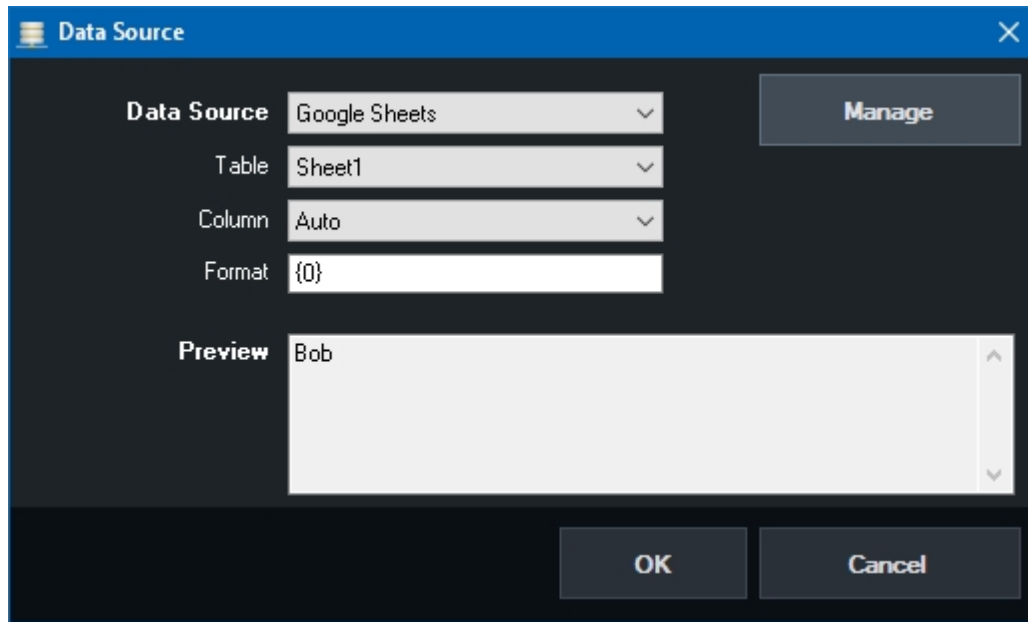 Data Source
Data Source Google Sheets Manage
Table Sheet1
Column Auto
Format {0}
Preview Bob
OK Cancel